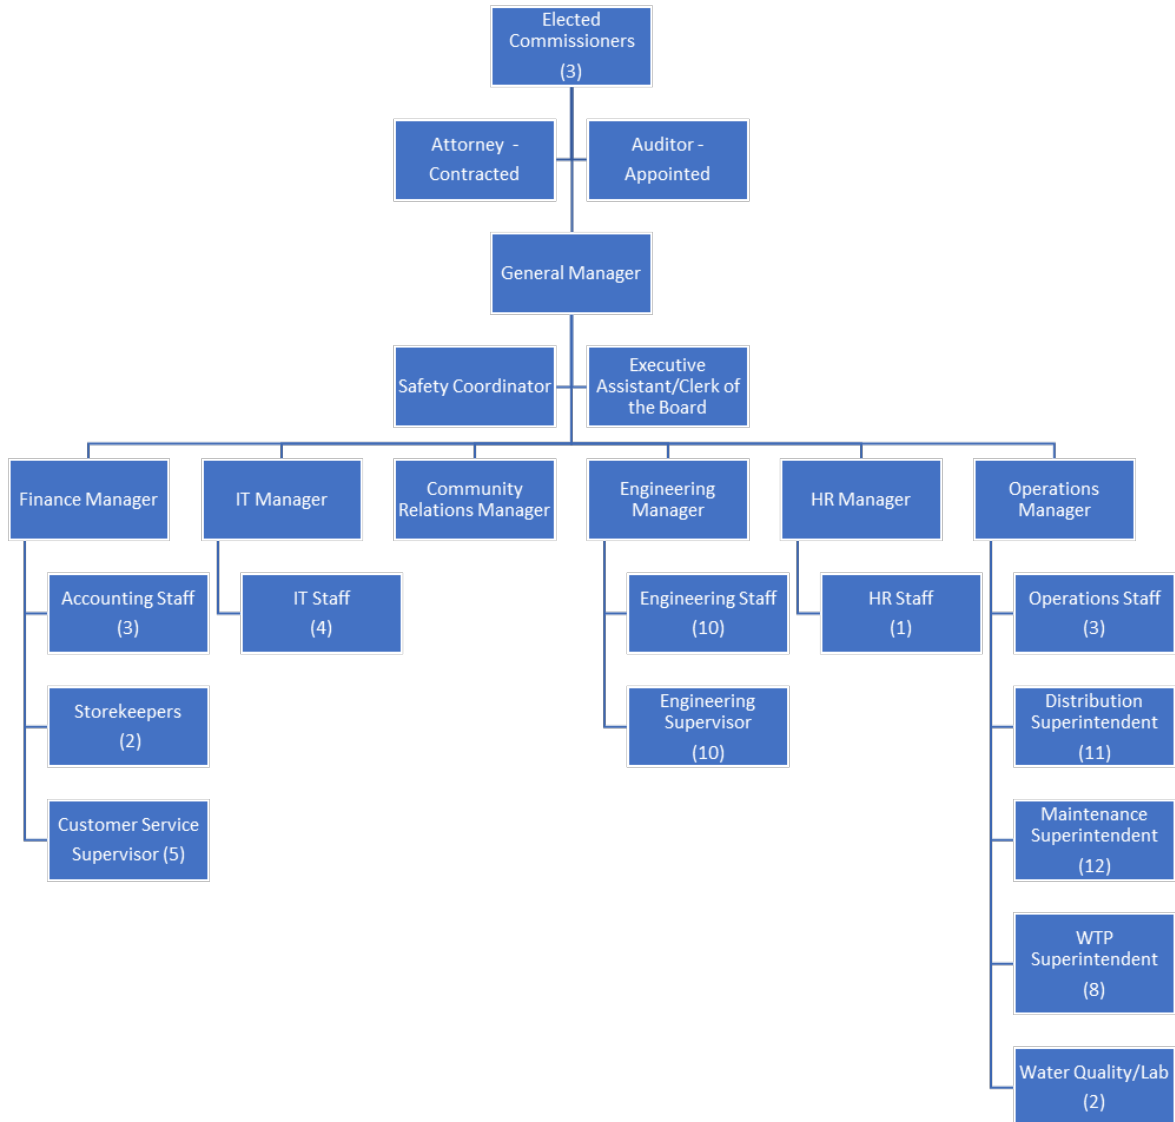 Elected
Commissioners
(3)
Attorney -
Contracted
Auditor -
Appointed
General Manager
Safety Coordinator
Executive
Assistant/Clerk of
the Board
Finance Manager
IT Manager
Community
Relations Manager
Engineering
Manager
HR Manager
Operations
Manager
Accounting Staff
(3)
IT Staff
(4)
Engineering Staff
(10)
HR Staff
(1)
Operations Staff
(3)
Storekeepers
(2)
Engineering
Supervisor
(10)
Distribution
Superintendent
(11)
Customer Service
Supervisor (5)
Maintenance
Superintendent
(12)
WTP
Superintendent
(8)
Water Quality/Lab
(2)